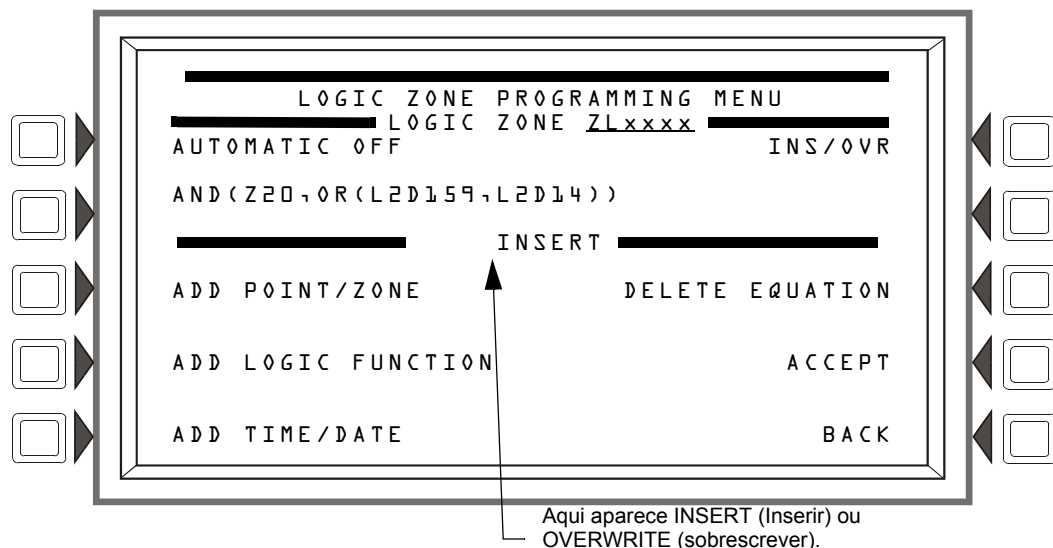 LOGIC ZONE PROGRAMMING MENU
LOGIC ZONE ZLxxxx
AUTOMATIC OFF INS/OVR
AND(Z20,OR(L2D159,L2D14))
INSERT
ADD POINT/ZONE DELETE EQUATION
ADD LOGIC FUNCTION ACCEPT
ADD TIME/DATE BACK
Aqui aparece INSERT (Inserir) ou
OVERWRITE (sobrescrever).